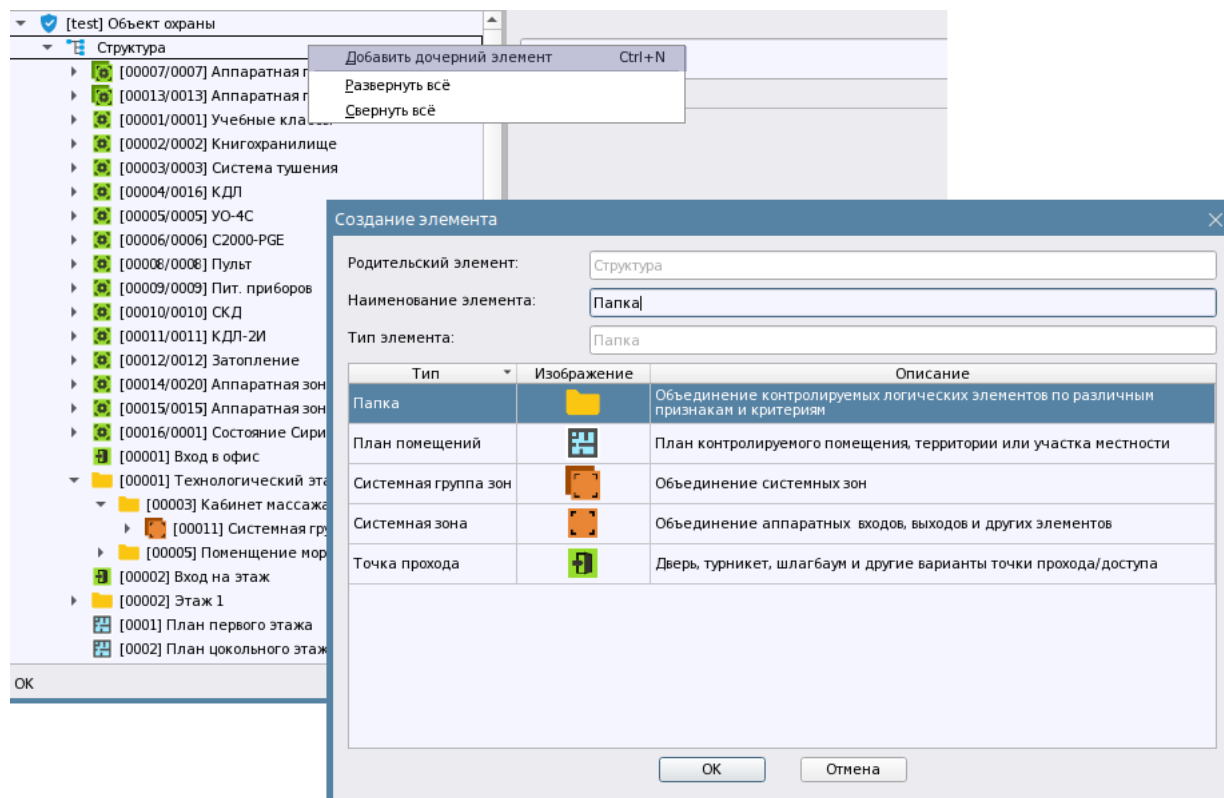 [test] Объект охраны
Структура
Добавить дочерний элемент Ctrl+N
Развернуть всё
Свернуть всё
[00007/0007] Аппаратная г
[00013/0013] Аппаратная г
[00001/0001] Учебные классы
[00002/0002] Книгохранилище
[00003/0003] Система тушения
[00004/0016] КДЛ
[00005/0005] УО-4С
[00006/0006] С2000-PGE
[00008/0008] Пульт
[00009/0009] Пит. приборов
[00010/0010] СКД
[00011/0011] КДЛ-2И
[00012/0012] Затопление
[00014/0020] Аппаратная зон
[00015/0015] Аппаратная зон
[00016/0001] Состояние Сири
[00001] Вход в офис
[00001] Технологический эта
[00003] Кабинет массажа
[00011] Системная гру
[00005] Поменщение мор
[00002] Вход на этаж
[00002] Этаж 1
[0001] План первого этажа
[0002] План цокольного этаж
OK
Создание элемента
Родительский элемент: Структура
Наименование элемента: Папка
Тип элемента: Папка
Тип Изображение Описание
Папка Объединение контролируемых логических элементов по различным
признакам и критериям
План помещений План контролируемого помещения, территории или участка местности
Системная группа зон Объединение системных зон
Системная зона Объединение аппаратных входов, выходов и других элементов
Точка прохода Дверь, турникет, шлагбаум и другие варианты точки прохода/доступа
OK Отмена